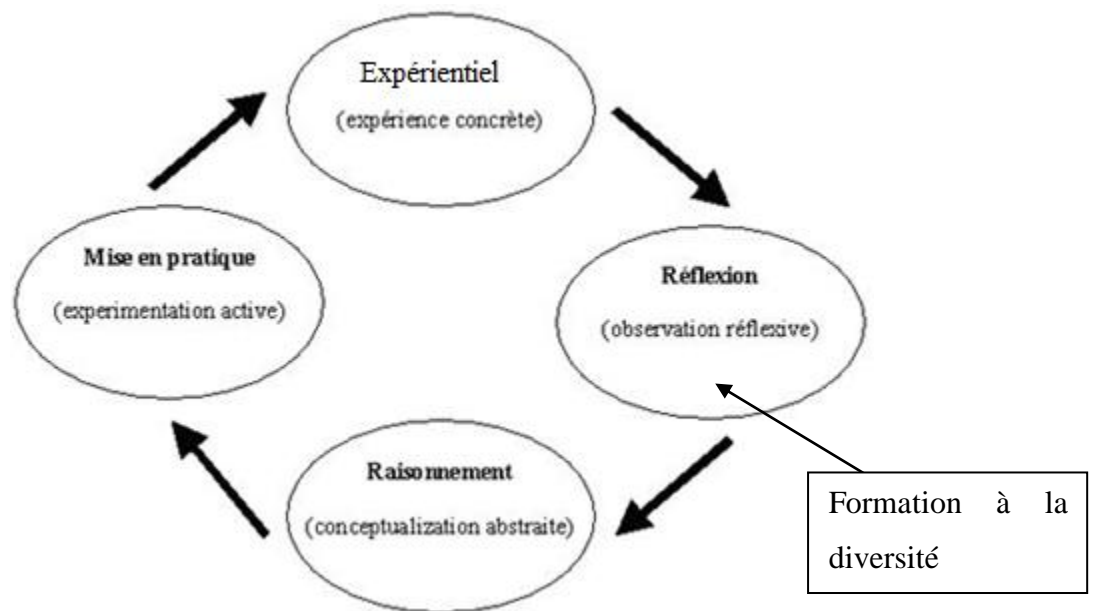 Expérientiel
(expérience concrète)
Mise en pratique
(experimentation active)
Réflexion
(observation réflexive)
Raisonnement
(conceptualization abstraite)
Formation à la
diversité